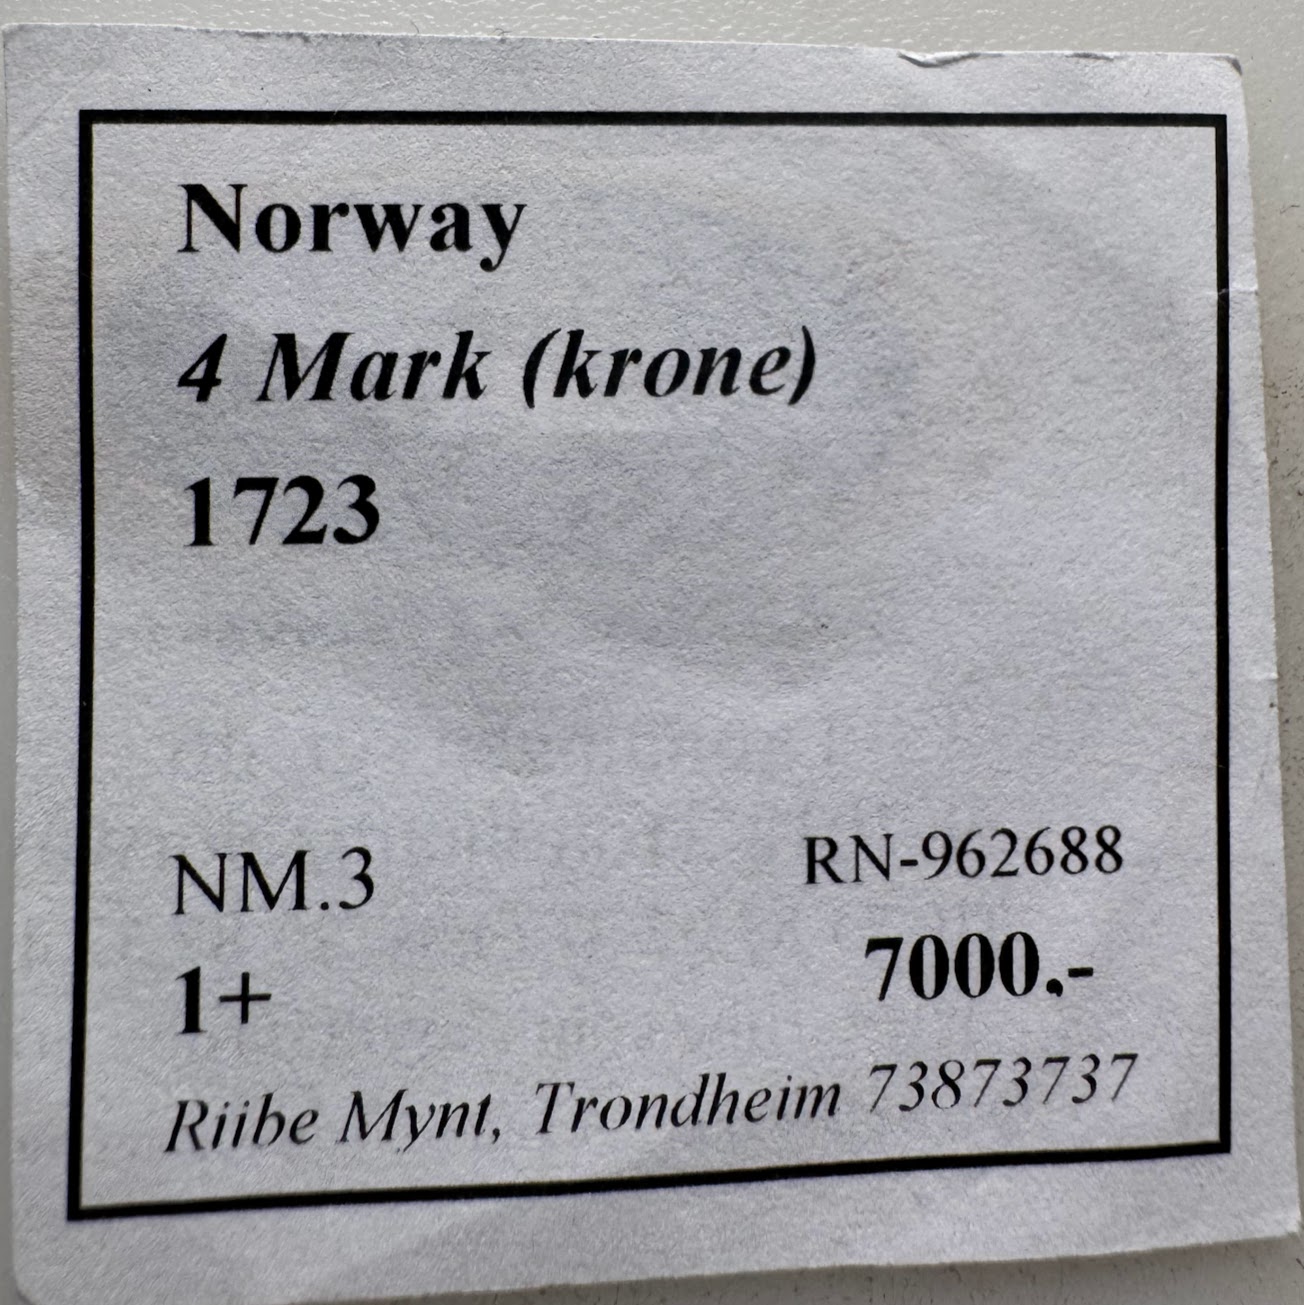 Norway
4 Mark (krone)
1723
NM.3
RN-962688
1+
7000.-
Riibe Mynt, Trondheim 73873737